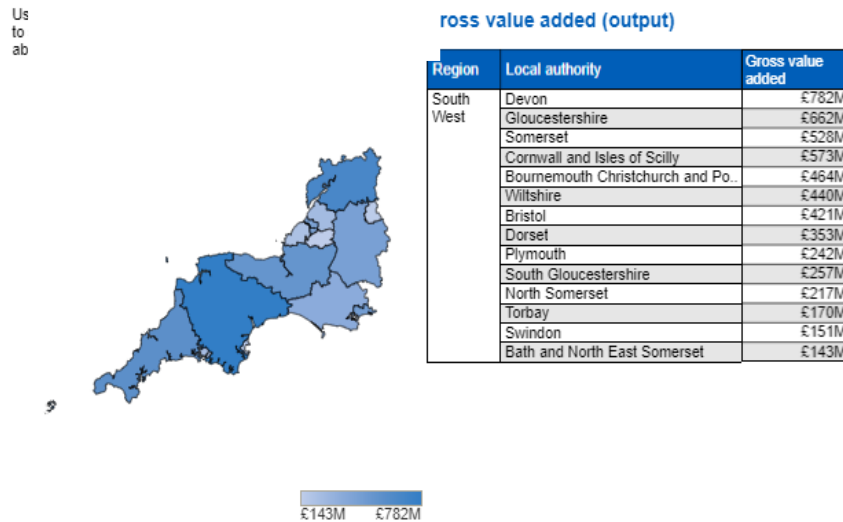 Us
to
ab
ross value added (output)
Region Local authority Gross value added
South West Devon £782M
Gloucestershire £662M
Somerset £528M
Cornwall and Isles of Scilly £573M
Bournemouth Christchurch and Po.. £464M
Wiltshire £440M
Bristol £421M
Dorset £353M
Plymouth £242M
South Gloucestershire £257M
North Somerset £217M
Torbay £170M
Swindon £151M
Bath and North East Somerset £143M
£143M £782M